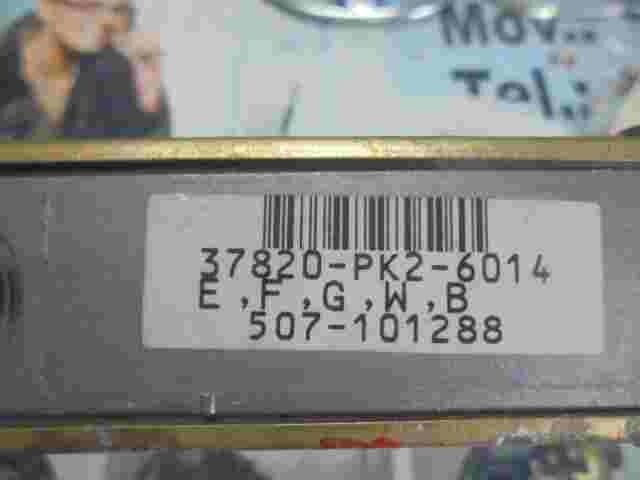 Mov..
Tel.:
37820-PK2-6014
E,F,G,W,B
507-101288